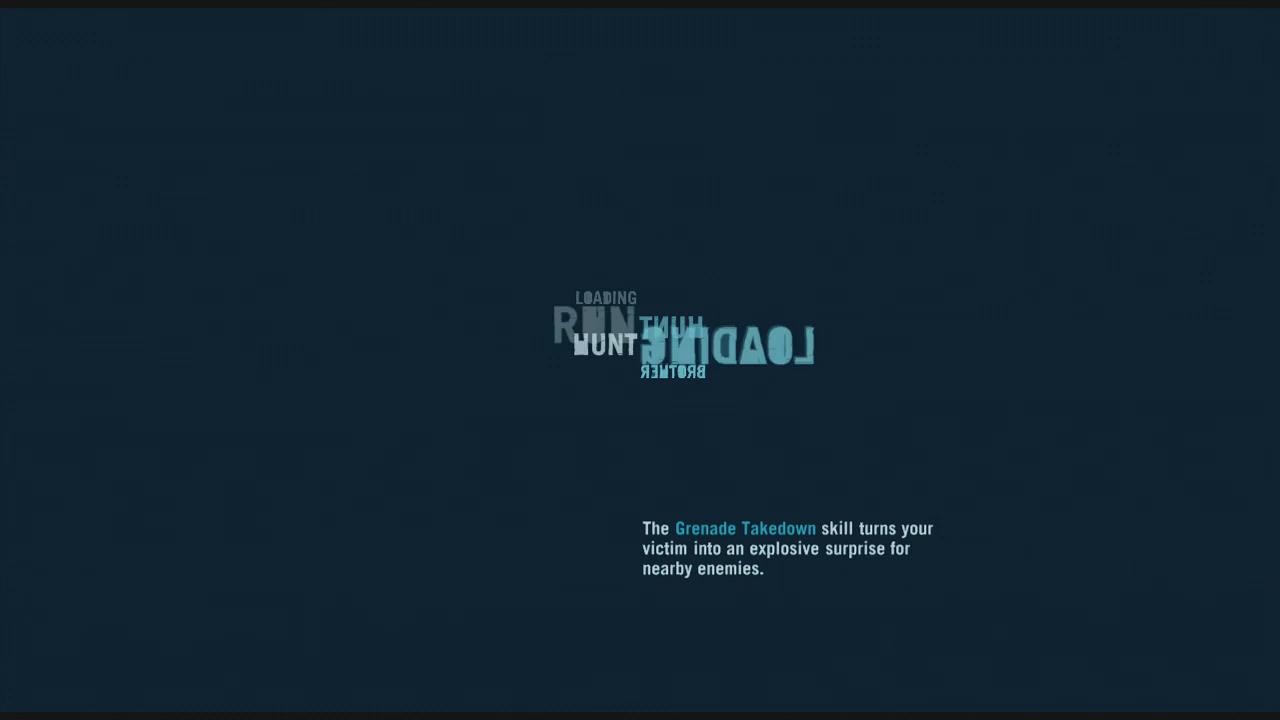 LOADING
RUN
HUNT
HUNT
LOADING
BROTHER
The Grenade Takedown skill turns your
victim into an explosive surprise for
nearby enemies.